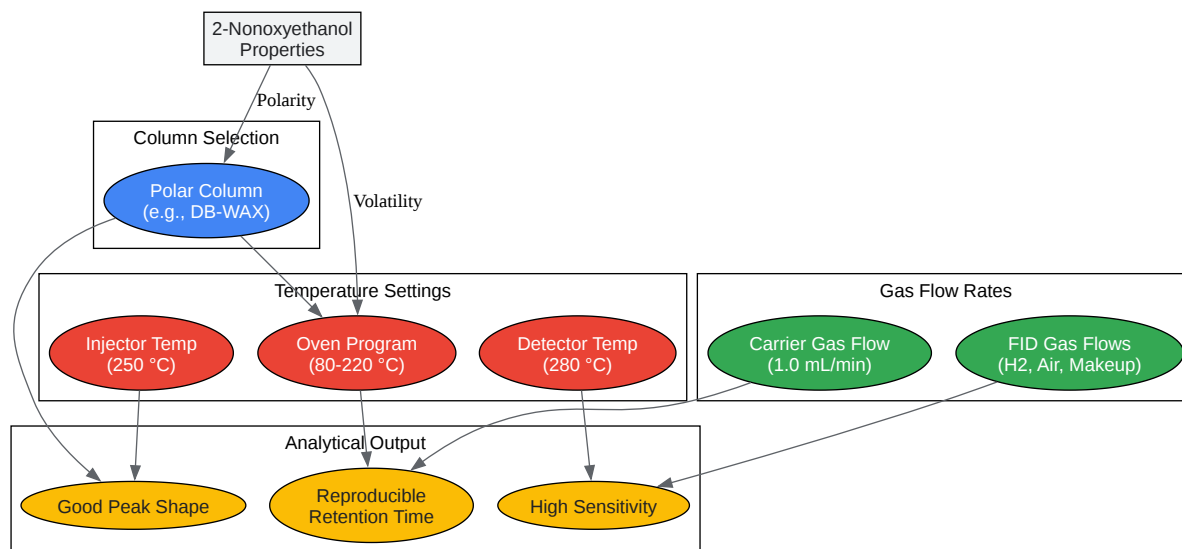 2-Nonoxyethanol
Properties
Polarity
Column Selection
Polar Column
(e.g., DB-WAX)
Volatility
Temperature Settings
Gas Flow Rates
Injector Temp
(250 °C)
Oven Program
(80-220 °C)
Detector Temp
(280 °C)
Carrier Gas Flow
(1.0 mL/min)
FID Gas Flows
(H2, Air, Makeup)
Analytical Output
Good Peak Shape
Reproducible
Retention Time
High Sensitivity